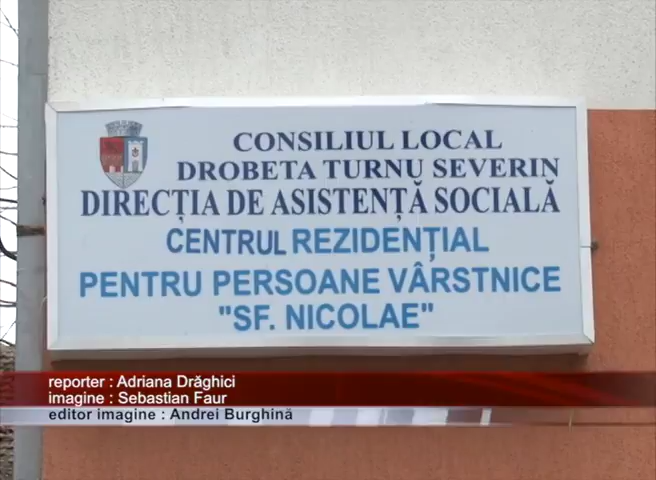 CONSILIUL LOCAL
DROBETA TURNU SEVERIN
DIRECȚIA DE ASISTENȚĂ SOCIALĂ
CENTRUL REZIDENȚIAL
PENTRU PERSOANE VÂRSTNICE
"SF. NICOLAE"
reporter : Adriana Drăghici
imagine : Sebastian Faur
editor imagine : Andrei Burghină